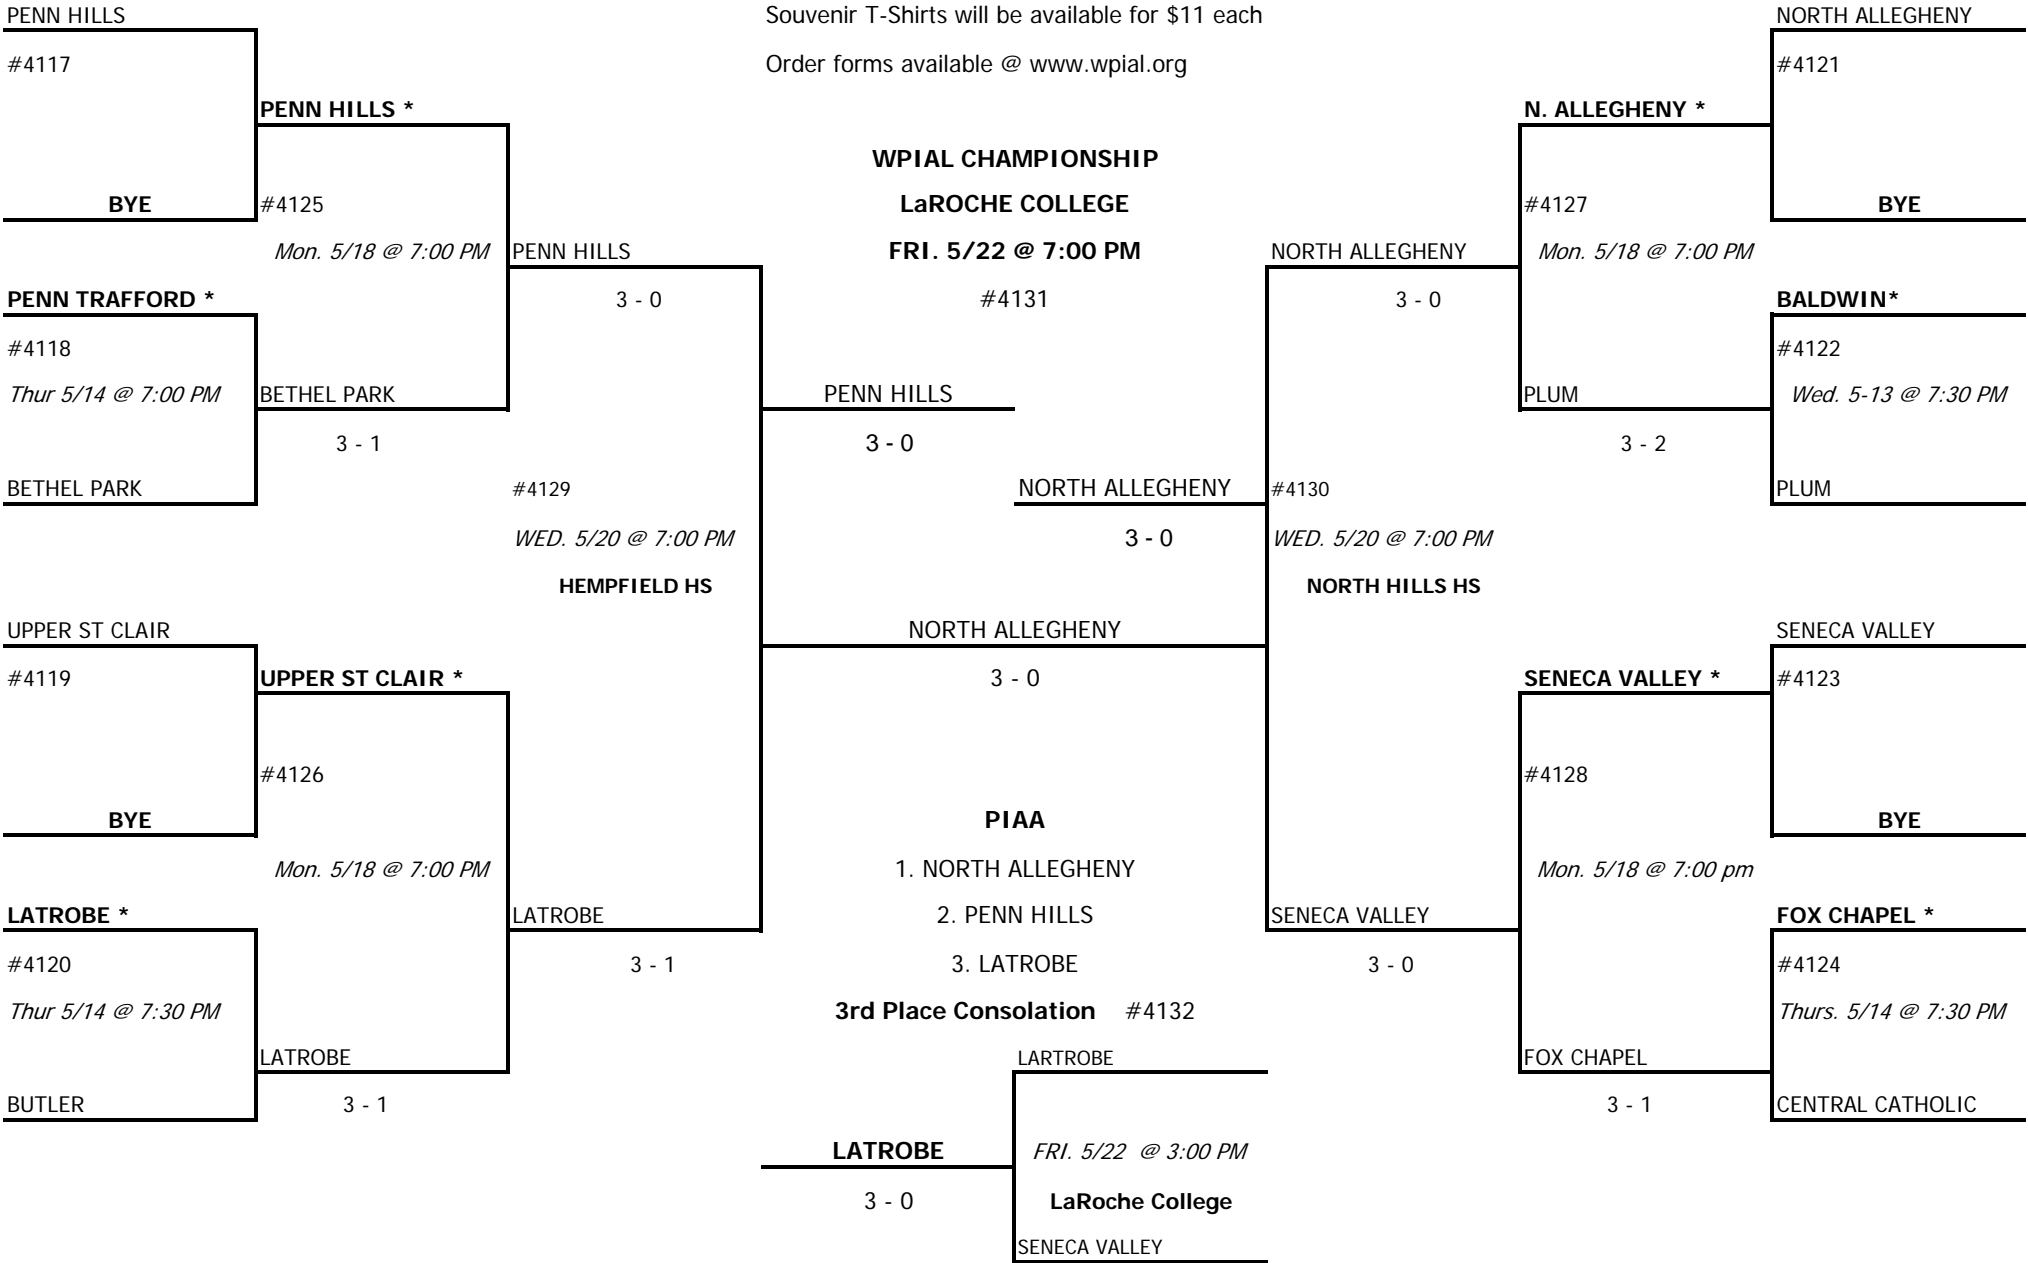 PENN HILLS
Souvenir T-Shirts will be available for $11 each
NORTH ALLEGHENY
#4117
Order forms available @ www.wpial.org
#4121
PENN HILLS *
N. ALLEGHENY *
WPIAL CHAMPIONSHIP
BYE
#4125
LaROCHE COLLEGE
#4127
BYE
Mon. 5/18 @ 7:00 PM
PENN HILLS
FRI. 5/22 @ 7:00 PM
NORTH ALLEGHENY
Mon. 5/18 @ 7:00 PM
PENN TRAFFORD *
3 - 0
#4131
3 - 0
BALDWIN*
#4118
#4122
Thur 5/14 @ 7:00 PM
BETHEL PARK
PENN HILLS
PLUM
Wed. 5-13 @ 7:30 PM
3 - 1
3 - 0
3 - 2
BETHEL PARK
#4129
NORTH ALLEGHENY
#4130
PLUM
WED. 5/20 @ 7:00 PM
3 - 0
WED. 5/20 @ 7:00 PM
HEMPFIELD HS
NORTH HILLS HS
UPPER ST CLAIR
NORTH ALLEGHENY
SENECA VALLEY
#4119
UPPER ST CLAIR *
3 - 0
SENECA VALLEY *
#4123
#4126
#4128
BYE
PIAA
BYE
Mon. 5/18 @ 7:00 PM
1. NORTH ALLEGHENY
Mon. 5/18 @ 7:00 pm
LATROBE *
LATROBE
2. PENN HILLS
SENECA VALLEY
FOX CHAPEL *
#4120
3 - 1
3. LATROBE
3 - 0
#4124
Thur 5/14 @ 7:30 PM
3rd Place Consolation #4132
Thurs. 5/14 @ 7:30 PM
LATROBE
LARTROBE
FOX CHAPEL
BUTLER
3 - 1
3 - 1
CENTRAL CATHOLIC
LATROBE
FRI. 5/22 @ 3:00 PM
3 - 0
LaRoche College
SENECA VALLEY